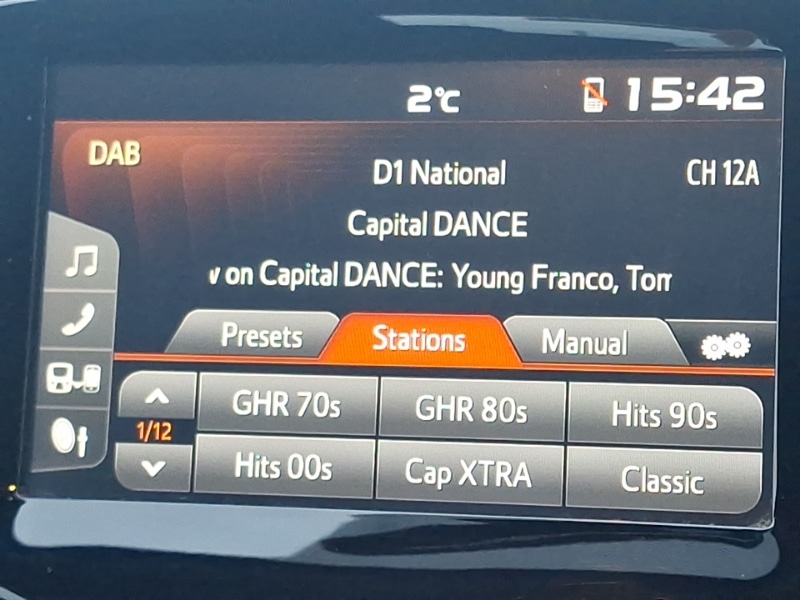 2°C 15:42
DAB
D1 National CH 12A
Capital DANCE
on Capital DANCE: Young Franco,
Presets Stations Manual
GHR 70s GHR 80s Hits 90s
1/12
Hits 00s Cap XTRA Classic